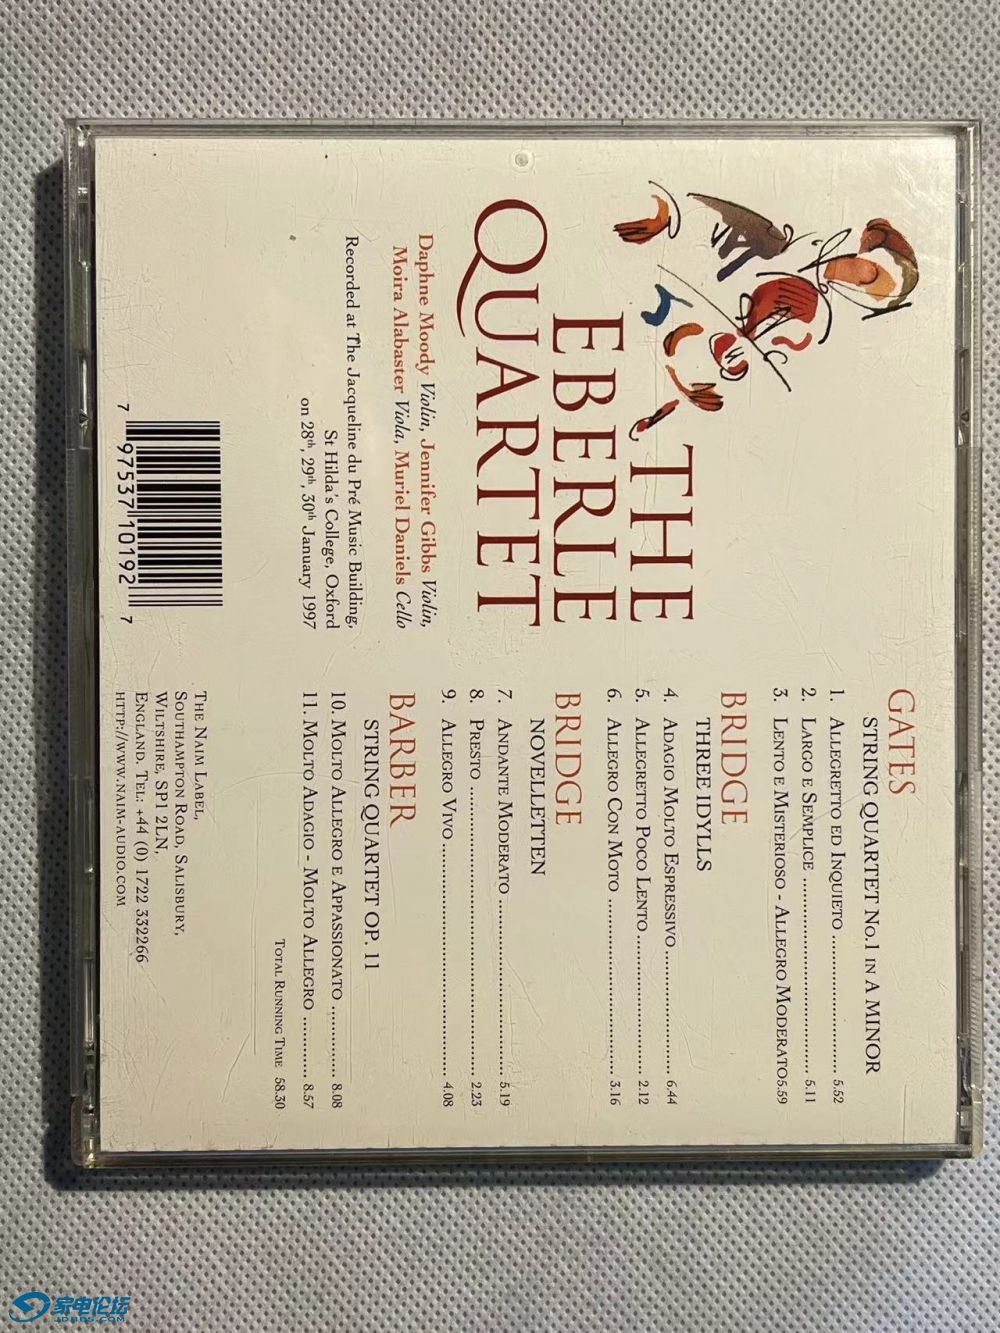 THE
EBERLE
QUARTET
Daphne Moody Violin, Jennifer Gibbs Violin,
Moira Alabaster Viola, Muriel Daniels Cello
Recorded at The Jacqueline du Pré Music Building,
St Hilda's College, Oxford
on 28th, 29th, 30th January 1997
7 97537 10192 7
GATES
STRING QUARTET No.1 IN A MINOR
1. ALLEGRETTO ED INQUIETO 5.52
2. LARGO E SEMPLICE 5.11
3. LENTO E MISTERIOSO - ALLEGRO MODERATO 5.59
BRIDGE
THREE IDYLLS
4. ADAGIO MOLTO ESPRESSIVO 6.44
5. ALLEGRETTO POCO LENTO 2.12
6. ALLEGRO CON MOTO 3.16
BRIDGE
NOVELLETTEN
7. ANDANTE MODERATO 5.19
8. PRESTO 2.23
9. ALLEGRO VIVO 4.08
BARBER
STRING QUARTET OP. 11
10. MOLTO ALLEGRO E APPASSIONATO 8.08
11. MOLTO ADAGIO - MOLTO ALLEGRO 8.57
TOTAL RUNNING TIME 58.30
THE NAIM LABEL,
SOUTHAMPTON ROAD, SALISBURY,
WILTSHIRE, SP1 2LN,
ENGLAND. TEL: +44 (0) 1722 332266
HTTP://WWW.NAIM-AUDIO.COM
家电论坛
JDBBS.COM